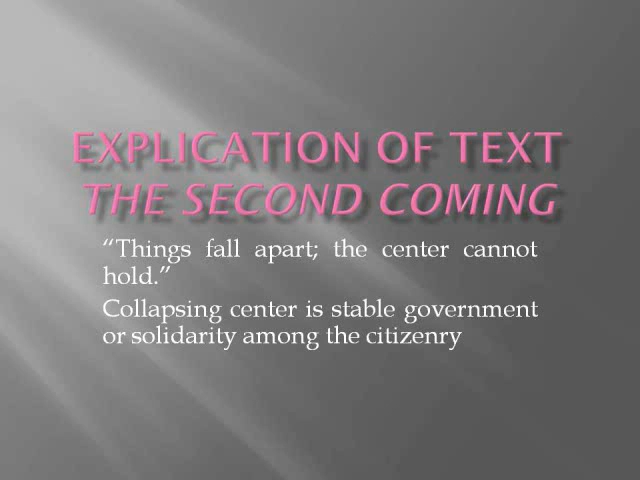 EXPLICATION OF TEXT
THE SECOND COMING
“Things fall apart; the center cannot
hold.”
Collapsing center is stable government
or solidarity among the citizenry